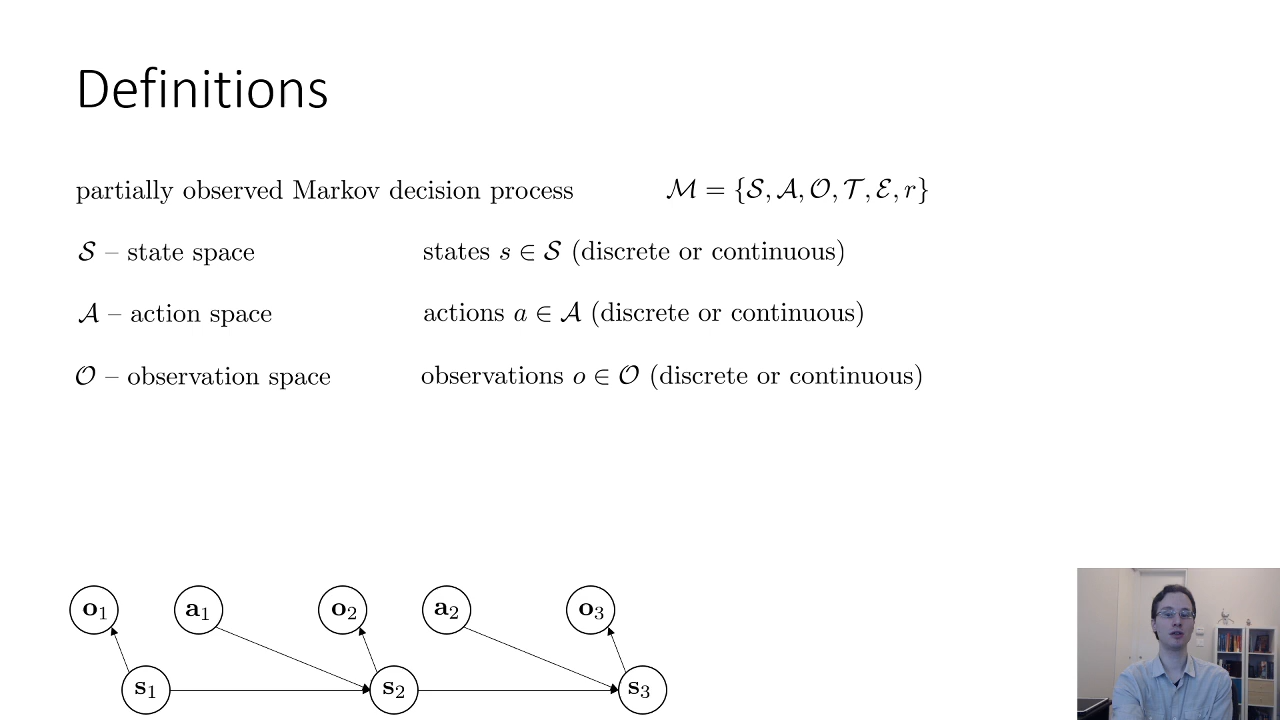 Definitions
partially observed Markov decision process 𝓜 = {𝓢, 𝓐, 𝓞, 𝓣, 𝓔, r}
𝓢 – state space states s ∈ 𝓢 (discrete or continuous)
𝓐 – action space actions a ∈ 𝓐 (discrete or continuous)
𝓞 – observation space observations o ∈ 𝓞 (discrete or continuous)
o₁ a₁ o₂ a₂ o₃
s₁ s₂ s₃